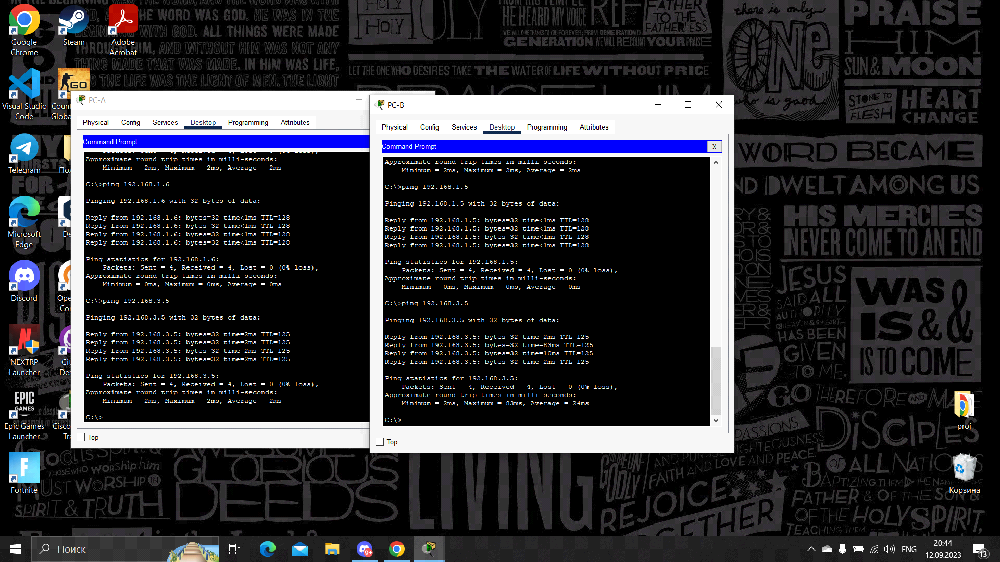 Google Chrome
Steam
Adobe Acrobat
Visual Studio Code
Telegram
Microsoft Edge
Discord
NEXTRP Launcher
EPIC GAMES
Epic Games Launcher
Fortnite
GO
PC-A
Physical Config Services Desktop Programming Attributes
Command Prompt
Approximate round trip times in milli-seconds:
Minimum = 2ms, Maximum = 2ms, Average = 2ms
C:\>ping 192.168.1.6
Pinging 192.168.1.6 with 32 bytes of data:
Reply from 192.168.1.6: bytes=32 time<1ms TTL=128
Reply from 192.168.1.6: bytes=32 time<1ms TTL=128
Reply from 192.168.1.6: bytes=32 time<1ms TTL=128
Reply from 192.168.1.6: bytes=32 time<1ms TTL=128
Ping statistics for 192.168.1.6:
Packets: Sent = 4, Received = 4, Lost = 0 (0% loss),
Approximate round trip times in milli-seconds:
Minimum = 0ms, Maximum = 0ms, Average = 0ms
C:\>ping 192.168.3.5
Pinging 192.168.3.5 with 32 bytes of data:
Reply from 192.168.3.5: bytes=32 time=2ms TTL=125
Reply from 192.168.3.5: bytes=32 time=2ms TTL=125
Reply from 192.168.3.5: bytes=32 time=2ms TTL=125
Reply from 192.168.3.5: bytes=32 time=2ms TTL=125
Ping statistics for 192.168.3.5:
Packets: Sent = 4, Received = 4, Lost = 0 (0% loss),
Approximate round trip times in milli-seconds:
Minimum = 2ms, Maximum = 2ms, Average = 2ms
C:\>
Top
PC-B
Physical Config Services Desktop Programming Attributes
Command Prompt X
Approximate round trip times in milli-seconds:
Minimum = 2ms, Maximum = 2ms, Average = 2ms
C:\>ping 192.168.1.5
Pinging 192.168.1.5 with 32 bytes of data:
Reply from 192.168.1.5: bytes=32 time<1ms TTL=128
Reply from 192.168.1.5: bytes=32 time<1ms TTL=128
Reply from 192.168.1.5: bytes=32 time<1ms TTL=128
Reply from 192.168.1.5: bytes=32 time<1ms TTL=128
Ping statistics for 192.168.1.5:
Packets: Sent = 4, Received = 4, Lost = 0 (0% loss),
Approximate round trip times in milli-seconds:
Minimum = 0ms, Maximum = 0ms, Average = 0ms
C:\>ping 192.168.3.5
Pinging 192.168.3.5 with 32 bytes of data:
Reply from 192.168.3.5: bytes=32 time=2ms TTL=125
Reply from 192.168.3.5: bytes=32 time=83ms TTL=125
Reply from 192.168.3.5: bytes=32 time=10ms TTL=125
Reply from 192.168.3.5: bytes=32 time=2ms TTL=125
Ping statistics for 192.168.3.5:
Packets: Sent = 4, Received = 4, Lost = 0 (0% loss),
Approximate round trip times in milli-seconds:
Minimum = 2ms, Maximum = 83ms, Average = 24ms
C:\>
Top
THE WORD WAS GOD. HE WAS IN THE
WITH GOD. ALL THINGS WERE MADE
THROUGH HIM, AND WITHOUT HIM WAS NOT ANY
THING MADE THAT WAS MADE. IN HIM WAS LIFE,
THE LIFE WAS THE LIGHT OF MEN. THE LIGHT
HOLY
HE HEARD MY VOICE
FATHER TO THE FATHERLESS
WE WILL GIVE THANKS TO YOU FOREVER; FROM GENERATION TO
GENERATION WE WILL RECOUNT YOUR PRAISE
LET THE ONE WHO DESIRES TAKE THE WATER OF LIFE WITHOUT PRICE
there is only
ONE
who is good
PRAISE
HIM
SUN & MOON
STONE TO FLESH
HEART CHANGE
WORD BECAME
AND DWELT AMONG US
HIS MERCIES
NEVER COME TO AN END
JESUS
SAID ALL
AUTHORITY
IN HEAVEN & ON EARTH
HAS BEEN
GIVEN
TO ME.
WAS &
IS &
IS TO COME
GO THEREFORE AND MAKE
DISCIPLES
OF ALL NATIONS
BAPTIZING THEM IN THE NAME OF THE
FATHER & OF THE SON &
OF THE HOLY SPIRIT,
TEACHING THEM
PASSIONS
RIGHTEOUSNESS
FAITH AND LOVE AND PEACE.
REJOICE
TOGETHER
LIVING
GLORIOUS
DEEDS
God is Spirit &
THOSE WHO WORSHIP HIM
MUST WORSHIP IN
SPIRIT & TRUTH
proj
Корзина
Поиск
9+
ENG
20:44
12.09.2023
13